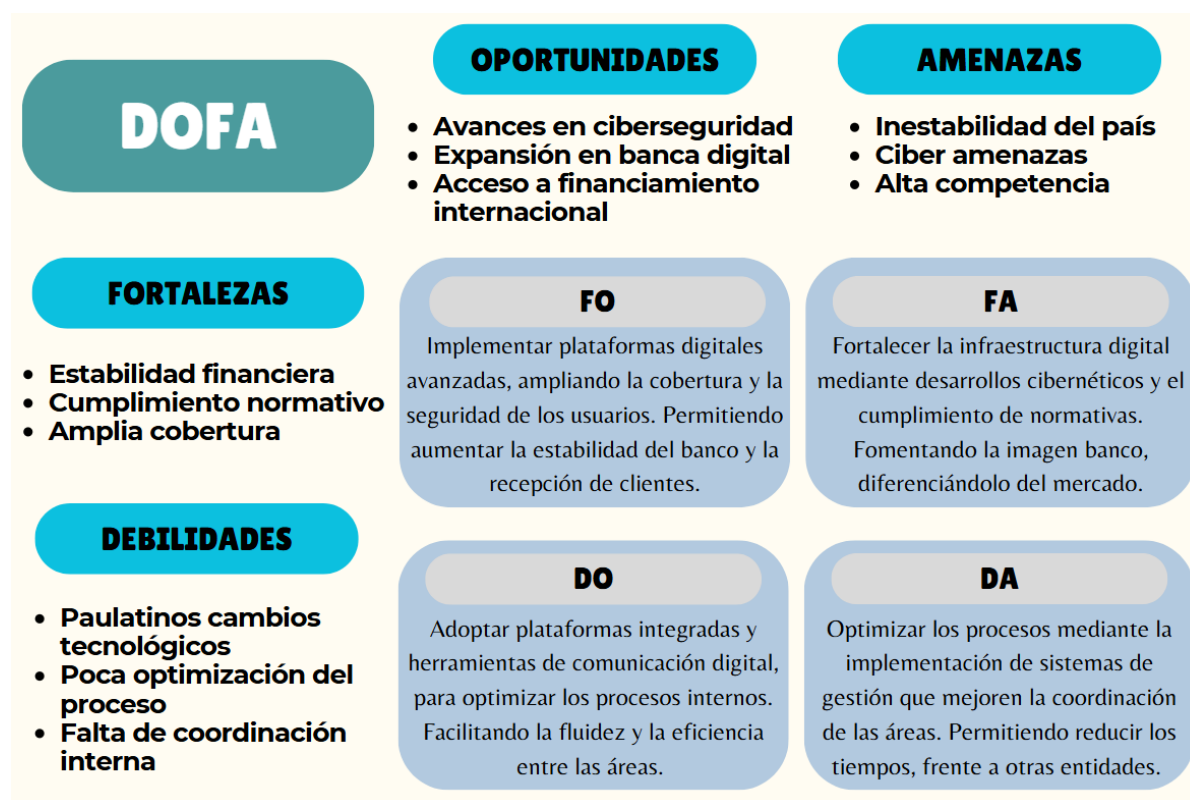 DOFA
OPORTUNIDADES
• Avances en ciberseguridad
• Expansión en banca digital
• Acceso a financiamiento
internacional
AMENAZAS
• Inestabilidad del país
• Ciber amenazas
• Alta competencia
FORTALEZAS
• Estabilidad financiera
• Cumplimiento normativo
• Amplia cobertura
FO
Implementar plataformas digitales
avanzadas, ampliando la cobertura y la
seguridad de los usuarios. Permitiendo
aumentar la estabilidad del banco y la
recepción de clientes.
FA
Fortalecer la infraestructura digital
mediante desarrollos cibernéticos y el
cumplimiento de normativas.
Fomentando la imagen banco,
diferenciándolo del mercado.
DEBILIDADES
• Paulatinos cambios
tecnológicos
• Poca optimización del
proceso
• Falta de coordinación
interna
DO
Adoptar plataformas integradas y
herramientas de comunicación digital,
para optimizar los procesos internos.
Facilitando la fluidez y la eficiencia
entre las áreas.
DA
Optimizar los procesos mediante la
implementación de sistemas de
gestión que mejoren la coordinación
de las áreas. Permitiendo reducir los
tiempos, frente a otras entidades.